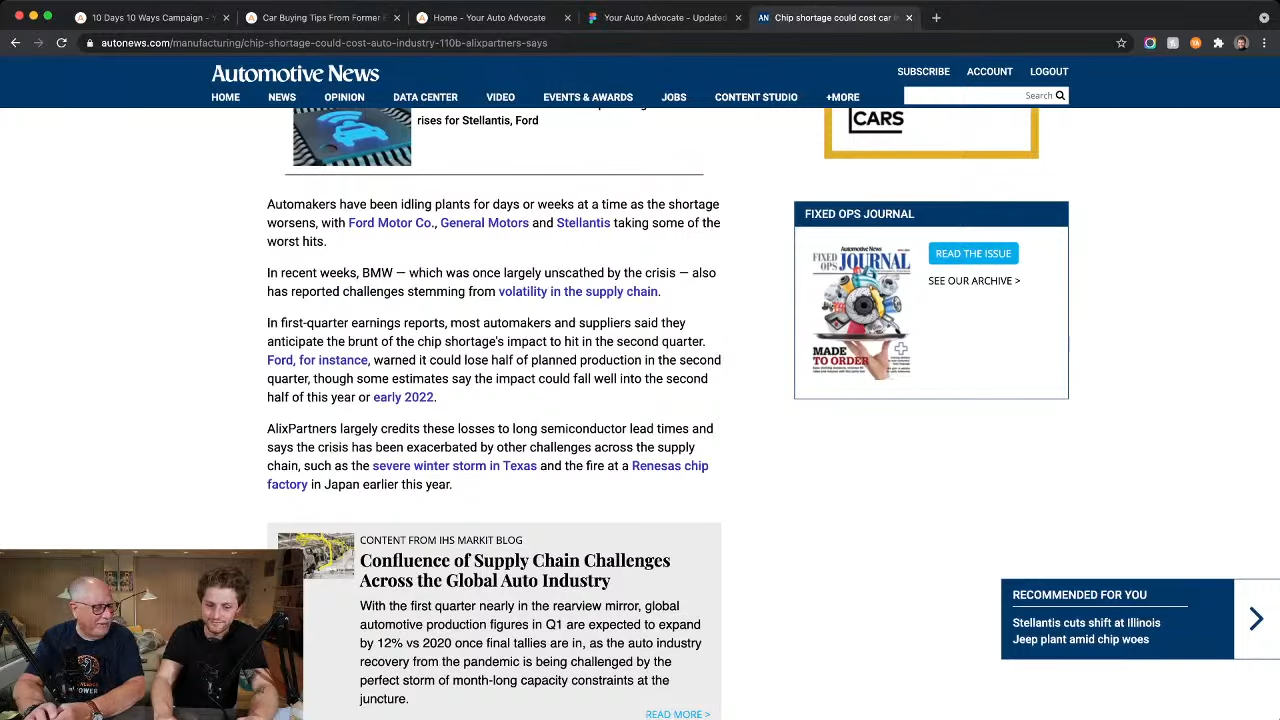 10 Days 10 Ways Campaign - Y
Car Buying Tips From Former E
Home - Your Auto Advocate
Your Auto Advocate - Updated
AN Chip shortage could cost car in
autonews.com/manufacturing/chip-shortage-could-cost-auto-industry-110b-alixpartners-says
Automotive News
SUBSCRIBE ACCOUNT LOGOUT
HOME NEWS OPINION DATA CENTER VIDEO EVENTS & AWARDS JOBS CONTENT STUDIO +MORE
Search
rises for Stellantis, Ford
CARS
Automakers have been idling plants for days or weeks at a time as the shortage
worsens, with Ford Motor Co., General Motors and Stellantis taking some of the
worst hits.
In recent weeks, BMW — which was once largely unscathed by the crisis — also
has reported challenges stemming from volatility in the supply chain.
In first-quarter earnings reports, most automakers and suppliers said they
anticipate the brunt of the chip shortage's impact to hit in the second quarter.
Ford, for instance, warned it could lose half of planned production in the second
quarter, though some estimates say the impact could fall well into the second
half of this year or early 2022.
AlixPartners largely credits these losses to long semiconductor lead times and
says the crisis has been exacerbated by other challenges across the supply
chain, such as the severe winter storm in Texas and the fire at a Renesas chip
factory in Japan earlier this year.
FIXED OPS JOURNAL
Automotive News
FIXED OPS JOURNAL
MADE
TO ORDER
READ THE ISSUE
SEE OUR ARCHIVE >
CONTENT FROM IHS MARKIT BLOG
Confluence of Supply Chain Challenges
Across the Global Auto Industry
With the first quarter nearly in the rearview mirror, global
automotive production figures in Q1 are expected to expand
by 12% vs 2020 once final tallies are in, as the auto industry
recovery from the pandemic is being challenged by the
perfect storm of month-long capacity constraints at the
juncture.
READ MORE >
RECOMMENDED FOR YOU
Stellantis cuts shift at Illinois
Jeep plant amid chip woes